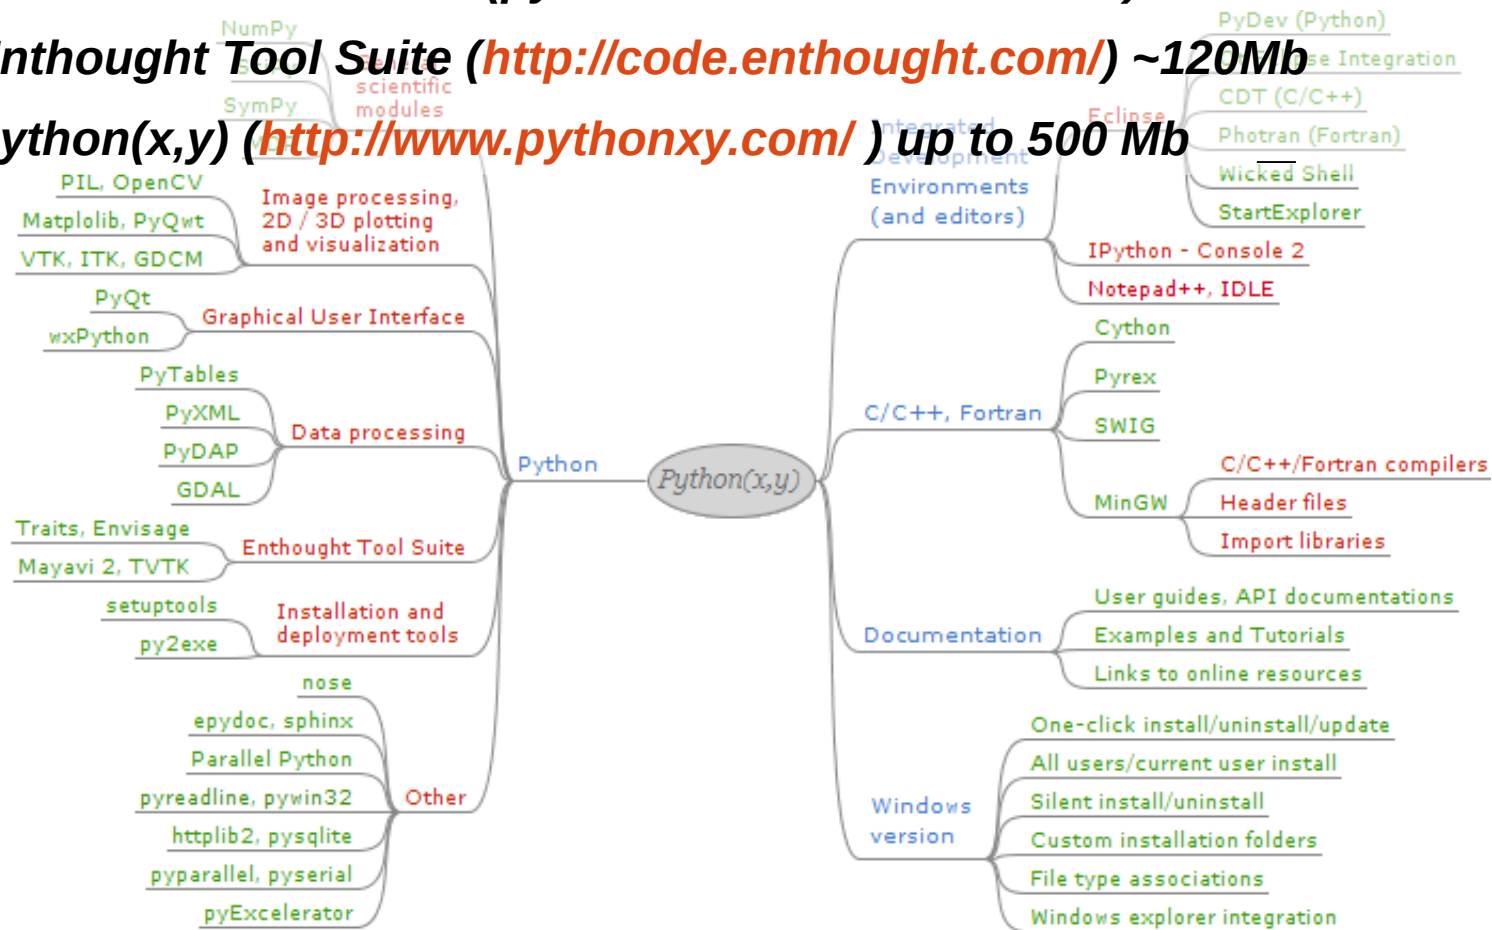 nthought Tool Suite (http://code.enthought.com/) ~120Mb
ython(x,y) (http://www.pythonxy.com/ ) up to 500 Mb
NumPy
SymPy
scientific
modules
PIL, OpenCV
Matplolib, PyQwt
VTK, ITK, GDCM
Image processing,
2D / 3D plotting
and visualization
PyQt
wxPython
Graphical User Interface
PyTables
PyXML
PyDAP
GDAL
Data processing
Traits, Envisage
Mayavi 2, TVTK
Enthought Tool Suite
setuptools
py2exe
Installation and
deployment tools
nose
epydoc, sphinx
Parallel Python
pyreadline, pywin32
httplib2, pysqlite
pyparallel, pyserial
pyExcelerator
Other
Python
Python(x,y)
Integrated
Development
Environments
(and editors)
Eclipse
PyDev (Python)
Integration
CDT (C/C++)
Photran (Fortran)
Wicked Shell
StartExplorer
IPython - Console 2
Notepad++, IDLE
C/C++, Fortran
Cython
Pyrex
SWIG
MinGW
C/C++/Fortran compilers
Header files
Import libraries
Documentation
User guides, API documentations
Examples and Tutorials
Links to online resources
Windows
version
One-click install/uninstall/update
All users/current user install
Silent install/uninstall
Custom installation folders
File type associations
Windows explorer integration